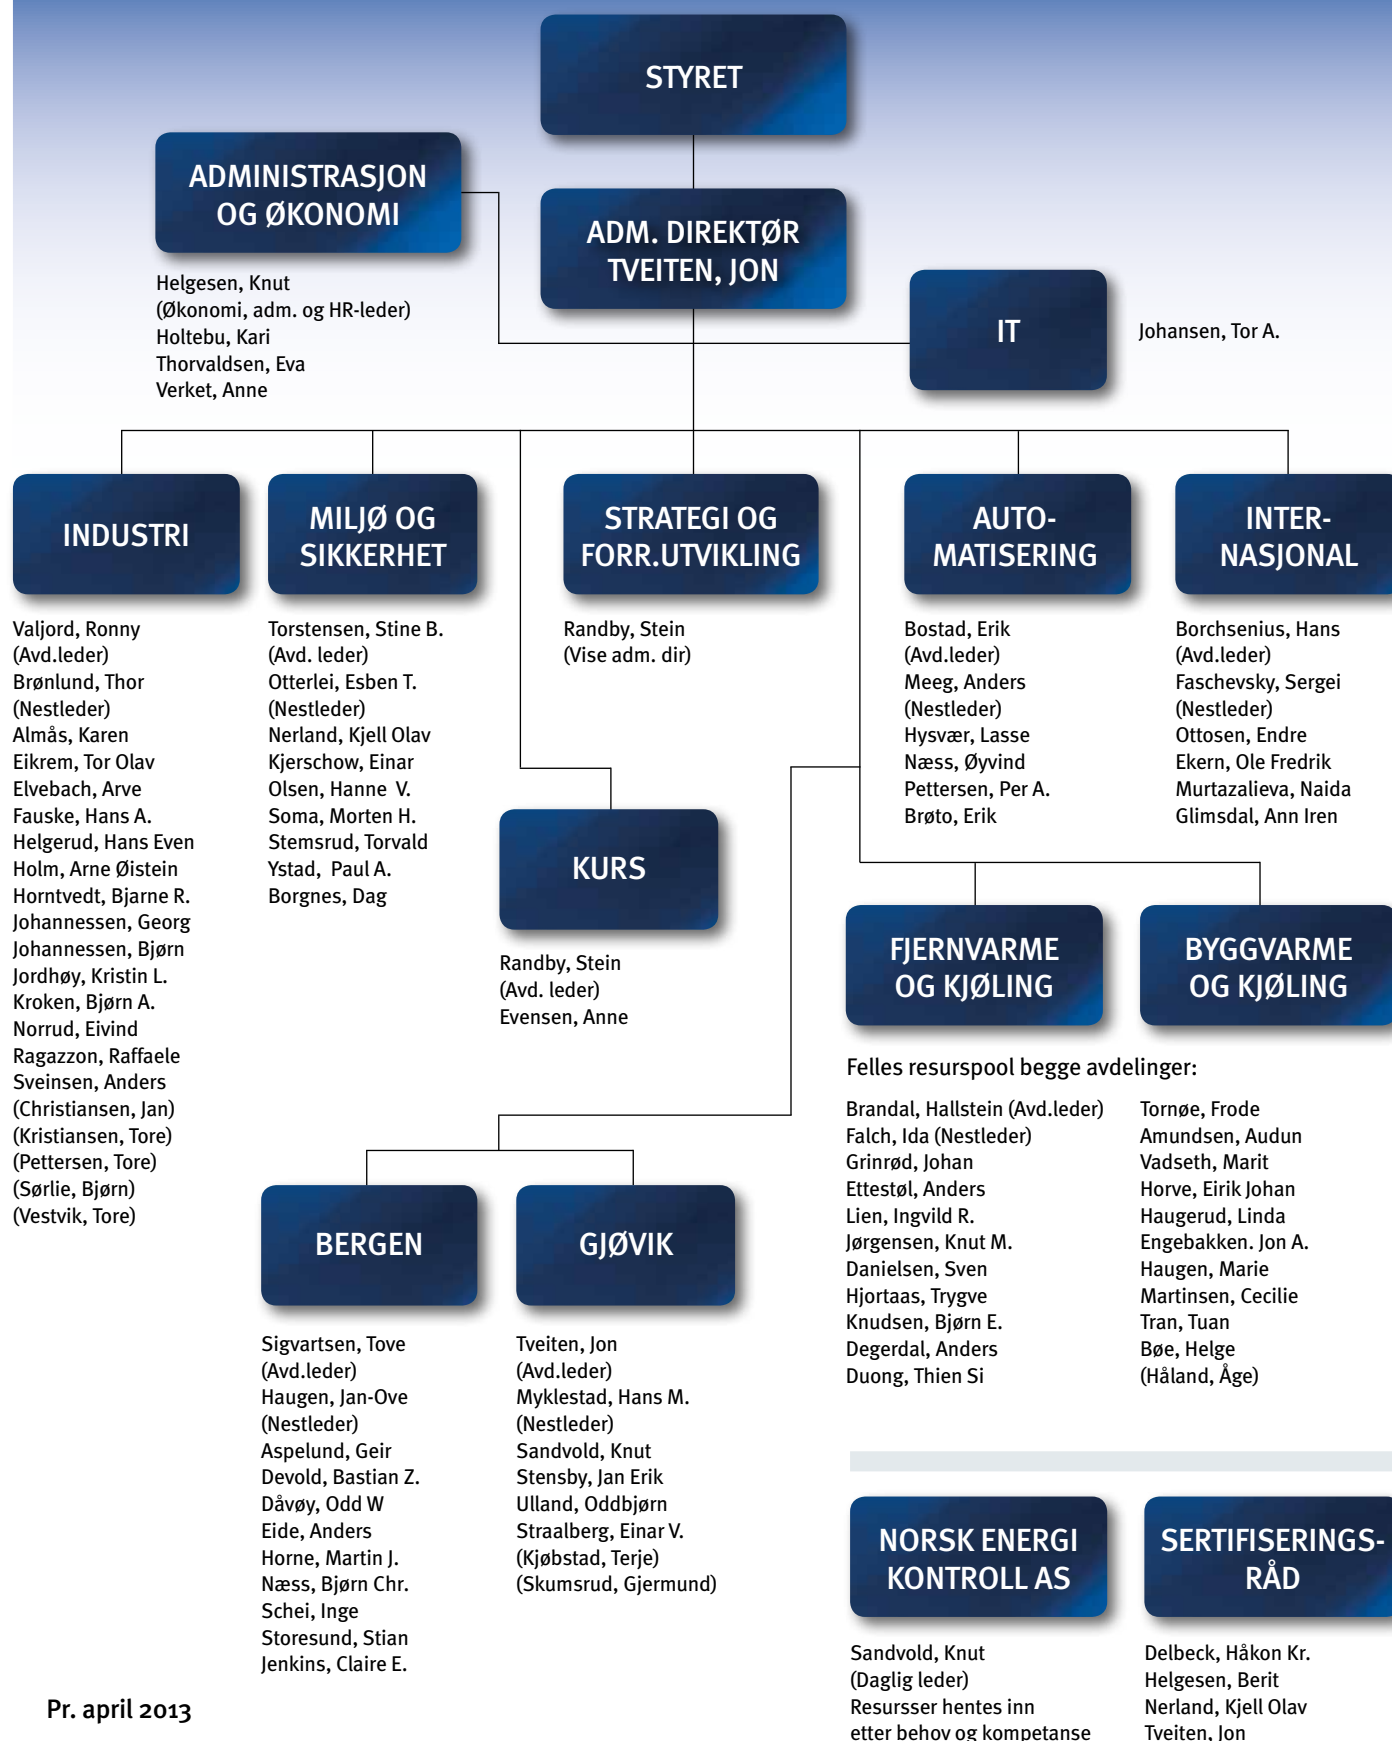 STYRET
ADMINISTRASJON
OG ØKONOMI
Helgesen, Knut
(Økonomi, adm. og HR-leder)
Holtebu, Kari
Thorvaldsen, Eva
Verket, Anne
ADM. DIREKTØR
TVEITEN, JON
IT
Johansen, Tor A.
INDUSTRI
Valjord, Ronny
(Avd.leder)
Brønlund, Thor
(Nestleder)
Almås, Karen
Eikrem, Tor Olav
Elvebach, Arve
Fauske, Hans A.
Helgerud, Hans Even
Holm, Arne Øistein
Horntvedt, Bjarne R.
Johannessen, Georg
Johannessen, Bjørn
Jordhøy, Kristin L.
Kroken, Bjørn A.
Norrud, Eivind
Ragazzon, Raffaele
Sveinsen, Anders
(Christiansen, Jan)
(Kristiansen, Tore)
(Pettersen, Tore)
(Sørlie, Bjørn)
(Vestvik, Tore)
MILJØ OG
SIKKERHET
Torstensen, Stine B.
(Avd. leder)
Otterlei, Esben T.
(Nestleder)
Nerland, Kjell Olav
Kjerschow, Einar
Olsen, Hanne V.
Soma, Morten H.
Stemsrud, Torvald
Ystad, Paul A.
Borgnes, Dag
STRATEGI OG
FORR.UTVIKLING
Randby, Stein
(Vise adm. dir)
KURS
Randby, Stein
(Avd. leder)
Evensen, Anne
AUTO-
MATISERING
Bostad, Erik
(Avd.leder)
Meeg, Anders
(Nestleder)
Hysvær, Lasse
Næss, Øyvind
Pettersen, Per A.
Brøto, Erik
INTER-
NASJONAL
Borchsenius, Hans
(Avd.leder)
Faschevsky, Sergei
(Nestleder)
Ottosen, Endre
Ekern, Ole Fredrik
Murtazalieva, Naida
Glimsdal, Ann Iren
FJERNVARME
OG KJØLING
BYGGVARME
OG KJØLING
Felles resurspool begge avdelinger:
Brandal, Hallstein (Avd.leder)
Falch, Ida (Nestleder)
Grinrød, Johan
Ettestøl, Anders
Lien, Ingvild R.
Jørgensen, Knut M.
Danielsen, Sven
Hjortaas, Trygve
Knudsen, Bjørn E.
Degerdal, Anders
Duong, Thien Si
Tornøe, Frode
Amundsen, Audun
Vadseth, Marit
Horve, Eirik Johan
Haugerud, Linda
Engebakken. Jon A.
Haugen, Marie
Martinsen, Cecilie
Tran, Tuan
Bøe, Helge
(Håland, Åge)
BERGEN
Sigvartsen, Tove
(Avd.leder)
Haugen, Jan-Ove
(Nestleder)
Aspelund, Geir
Devold, Bastian Z.
Dåvøy, Odd W
Eide, Anders
Horne, Martin J.
Næss, Bjørn Chr.
Schei, Inge
Storesund, Stian
Jenkins, Claire E.
GJØVIK
Tveiten, Jon
(Avd.leder)
Myklestad, Hans M.
(Nestleder)
Sandvold, Knut
Stensby, Jan Erik
Ulland, Oddbjørn
Straalberg, Einar V.
(Kjøbstad, Terje)
(Skumsrud, Gjermund)
NORSK ENERGI
KONTROLL AS
Sandvold, Knut
(Daglig leder)
Resursser hentes inn
etter behov og kompetanse
SERTIFISERINGS-
RÅD
Delbeck, Håkon Kr.
Helgesen, Berit
Nerland, Kjell Olav
Tveiten, Jon
Pr. april 2013